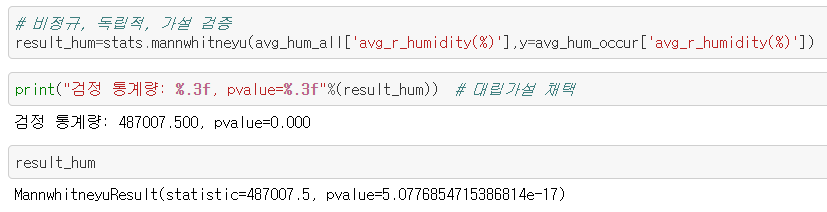 # 비정규, 독립적, 가설 검증
result_hum=stats.mannwhitneyu(avg_hum_all['avg_r_humidity(%)'],y=avg_hum_occur['avg_r_humidity(%)'])
print("검정 통계량: %.3f, pvalue=%.3f"%(result_hum)) # 대립가설 채택
검정 통계량: 487007.500, pvalue=0.000
result_hum
MannwhitneyuResult(statistic=487007.5, pvalue=5.0776854715386814e-17)